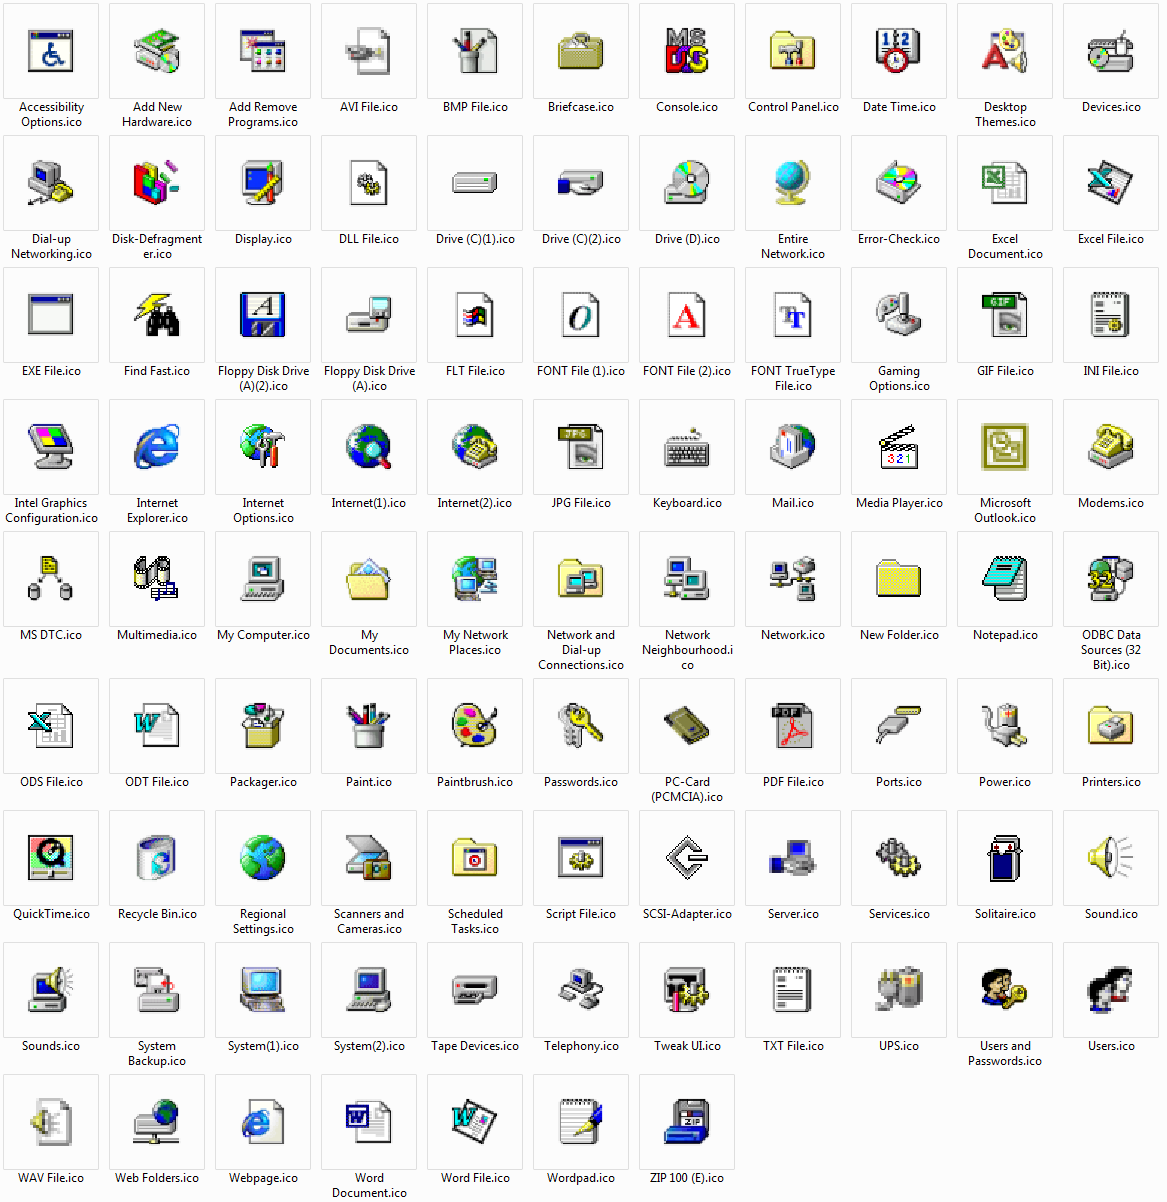 Accessibility Options.ico
Add New Hardware.ico
Add Remove Programs.ico
AVI File.ico
BMP File.ico
Briefcase.ico
MS DOS
Console.ico
Control Panel.ico
12
Date Time.ico
Desktop Themes.ico
Devices.ico
Dial-up Networking.ico
Disk-Defragmenter.ico
Display.ico
DLL File.ico
Drive (C)(1).ico
Drive (C)(2).ico
Drive (D).ico
Entire Network.ico
Error-Check.ico
Excel Document.ico
Excel File.ico
EXE File.ico
Find Fast.ico
A
Floppy Disk Drive (A)(2).ico
Floppy Disk Drive (A).ico
FLT File.ico
O
FONT File (1).ico
A
FONT File (2).ico
TT
FONT TrueType File.ico
Gaming Options.ico
GIF
GIF File.ico
INI File.ico
Intel Graphics Configuration.ico
Internet Explorer.ico
Internet Options.ico
Internet(1).ico
Internet(2).ico
JPG
JPG File.ico
Keyboard.ico
Mail.ico
321
Media Player.ico
Microsoft Outlook.ico
Modems.ico
MS DTC.ico
Multimedia.ico
My Computer.ico
My Documents.ico
My Network Places.ico
Network and Dial-up Connections.ico
Network Neighbourhood.ico
Network.ico
New Folder.ico
Notepad.ico
32
ODBC Data Sources (32 Bit).ico
ODS File.ico
W
ODT File.ico
Packager.ico
Paint.ico
Paintbrush.ico
Passwords.ico
PC-Card (PCMCIA).ico
PDF
PDF File.ico
Ports.ico
Power.ico
Printers.ico
QuickTime.ico
Recycle Bin.ico
Regional Settings.ico
Scanners and Cameras.ico
Scheduled Tasks.ico
Script File.ico
SCSI-Adapter.ico
Server.ico
Services.ico
Solitaire.ico
Sound.ico
Sounds.ico
System Backup.ico
System(1).ico
System(2).ico
Tape Devices.ico
Telephony.ico
Tweak UI.ico
TXT File.ico
UPS.ico
Users and Passwords.ico
Users.ico
WAV File.ico
Web Folders.ico
Webpage.ico
W
Word Document.ico
W
Word File.ico
Wordpad.ico
ZIP
ZIP 100 (E).ico